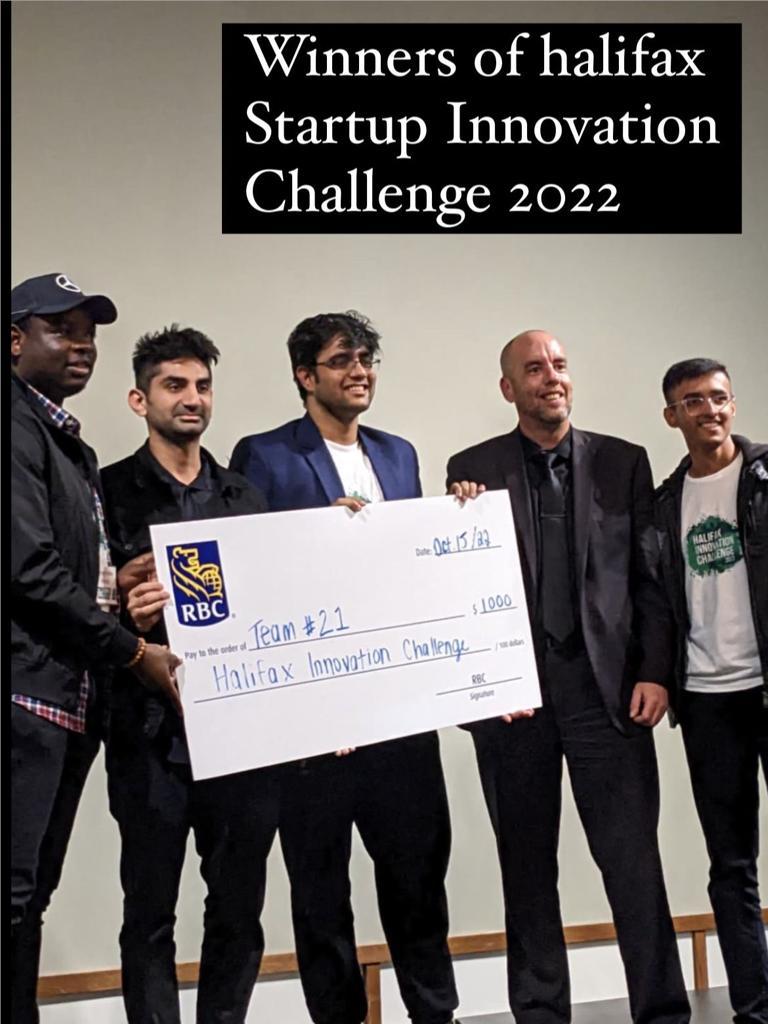 Winners of halifax
Startup Innovation
Challenge 2022
Date: Oct. 15/22
RBC
Team #21
$ 1000
Pay to the order of
Halifax Innovation Challenge
/ 100 dollars
RBC
Signature
HALIFAX
INNOVATION
CHALLENGE